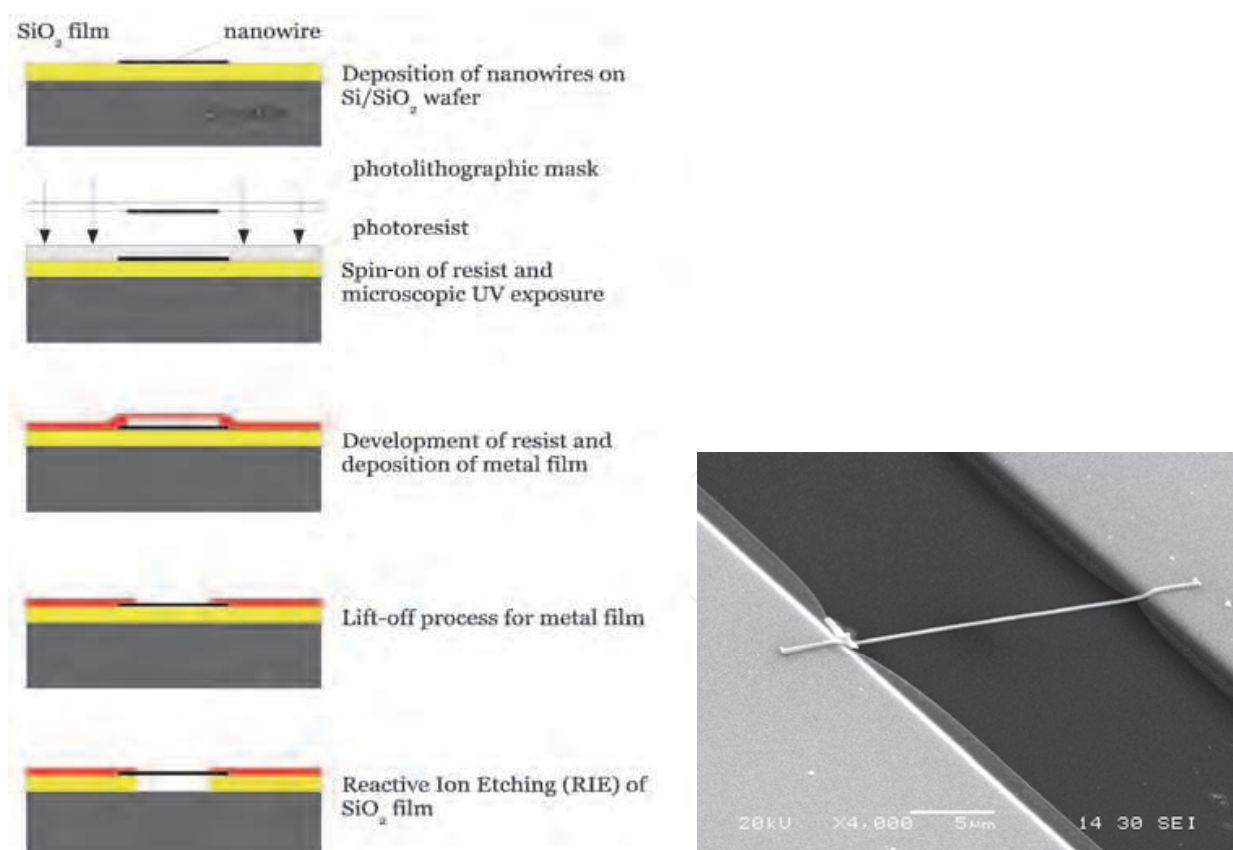 SiO₂ film nanowire
Deposition of nanowires on
Si/SiO₂ wafer
photolithographic mask
photoresist
Spin-on of resist and
microscopic UV exposure
Development of resist and
deposition of metal film
Lift-off process for metal film
Reactive Ion Etching (RIE) of
SiO₂ film
20kV X4,000 5μm 14 30 SEI